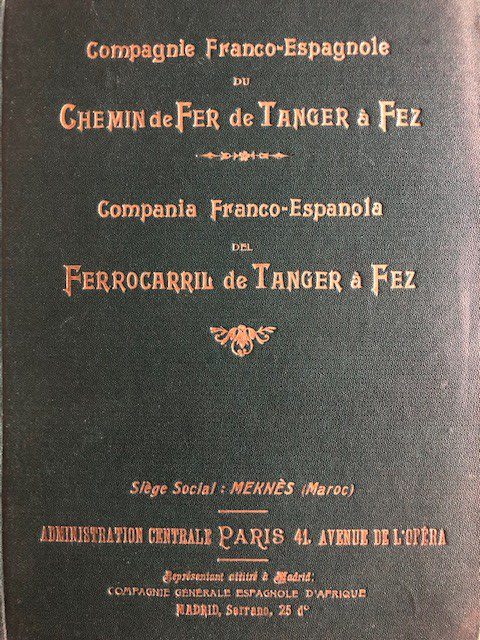 Compagnie Franco-Espagnole
DU
CHEMIN de FER de TANGER à FEZ
Compania Franco-Espanola
DEL
FERROCARRIL de TANGER à FEZ
Siège Social : MEKNÈS (Maroc)
ADMINISTRATION CENTRALE PARIS 41. AVENUE DE L'OPÉRA
Représentant attitré à Madrid:
COMPAGNIE GÉNÉRALE ESPAGNOLE D'AFRIQUE
MADRID, Serrano, 25 dº